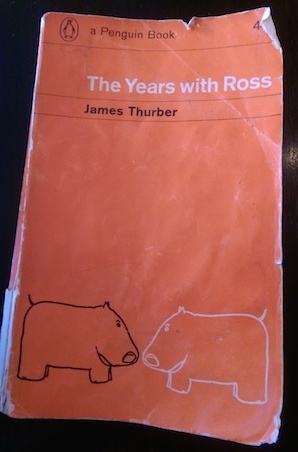 a Penguin Book 4
The Years with Ross
James Thurber